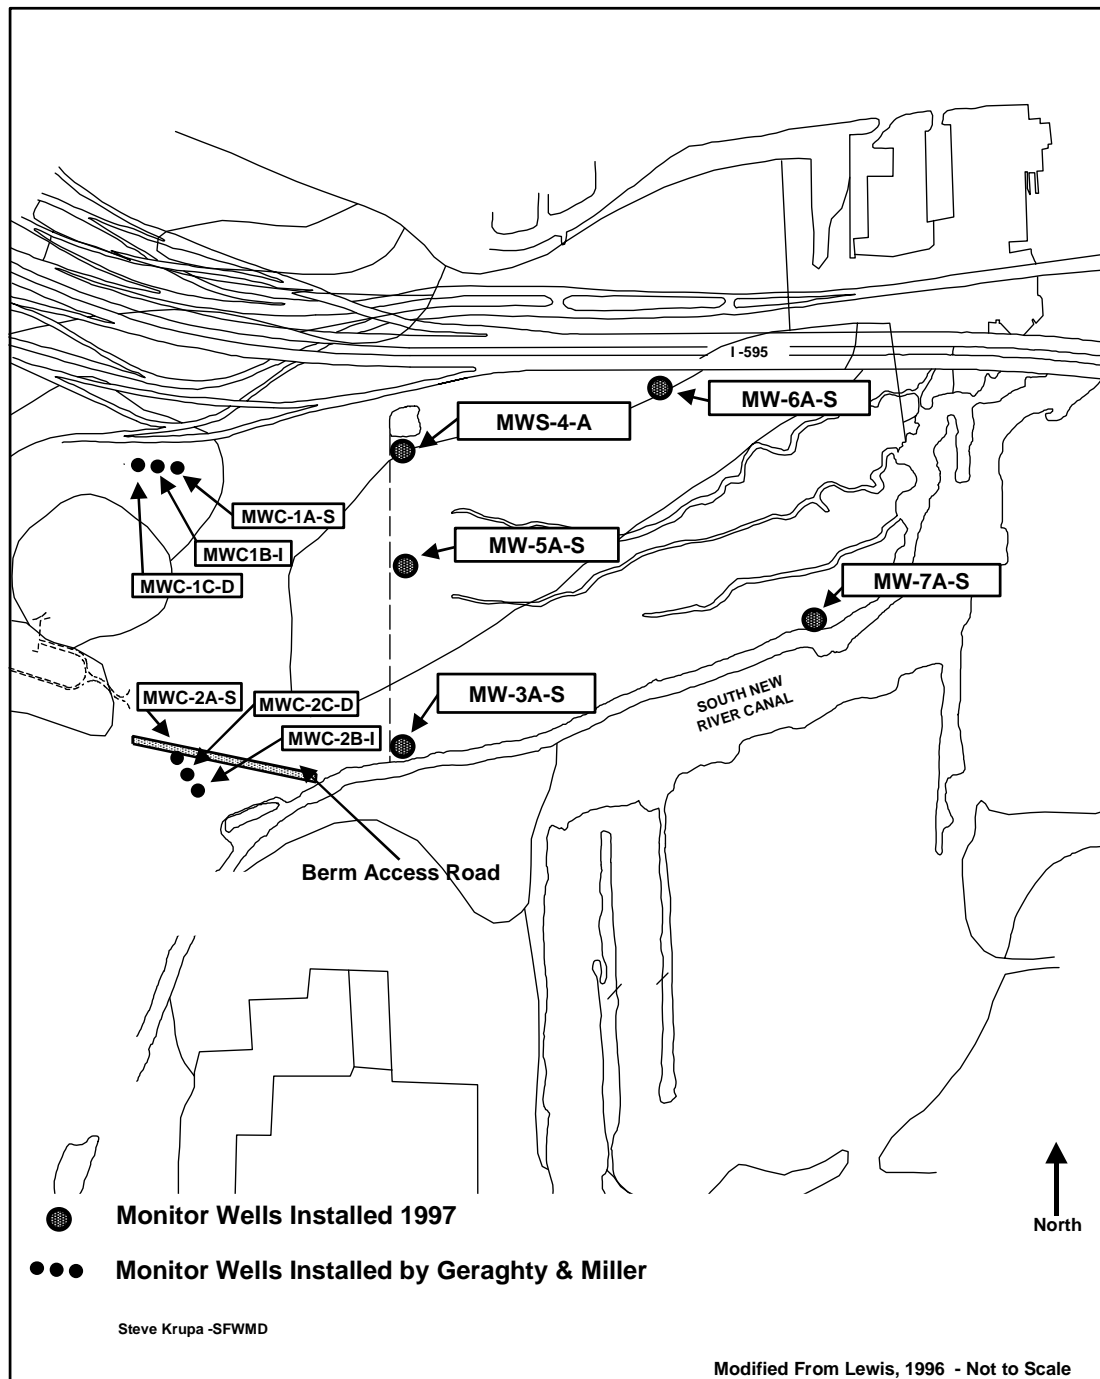 I -595
MW-6A-S
MWS-4-A
MWC-1A-S
MW-5A-S
MWC1B-I
MWC-1C-D
MW-7A-S
MWC-2A-S
MWC-2C-D
MW-3A-S
SOUTH NEW
RIVER CANAL
MWC-2B-I
Berm Access Road
North
Monitor Wells Installed 1997
Monitor Wells Installed by Geraghty & Miller
Steve Krupa -SFWMD
Modified From Lewis, 1996 - Not to Scale